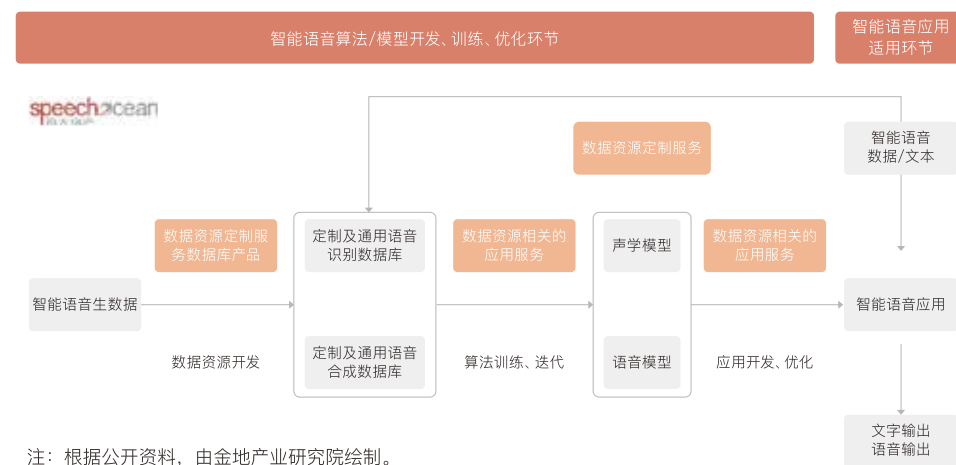 智能语音算法/模型开发、训练、优化环节
智能语音应用
适用环节
speechocean
数据资源定制服务
智能语音
数据/文本
数据资源定制服
务数据库产品
定制及通用语音
识别数据库
数据资源相关的
应用服务
声学模型
数据资源相关的
应用服务
智能语音生数据
智能语音应用
数据资源开发
定制及通用语音
合成数据库
算法训练、迭代
语音模型
应用开发、优化
文字输出
语音输出
注：根据公开资料，由金地产业研究院绘制。